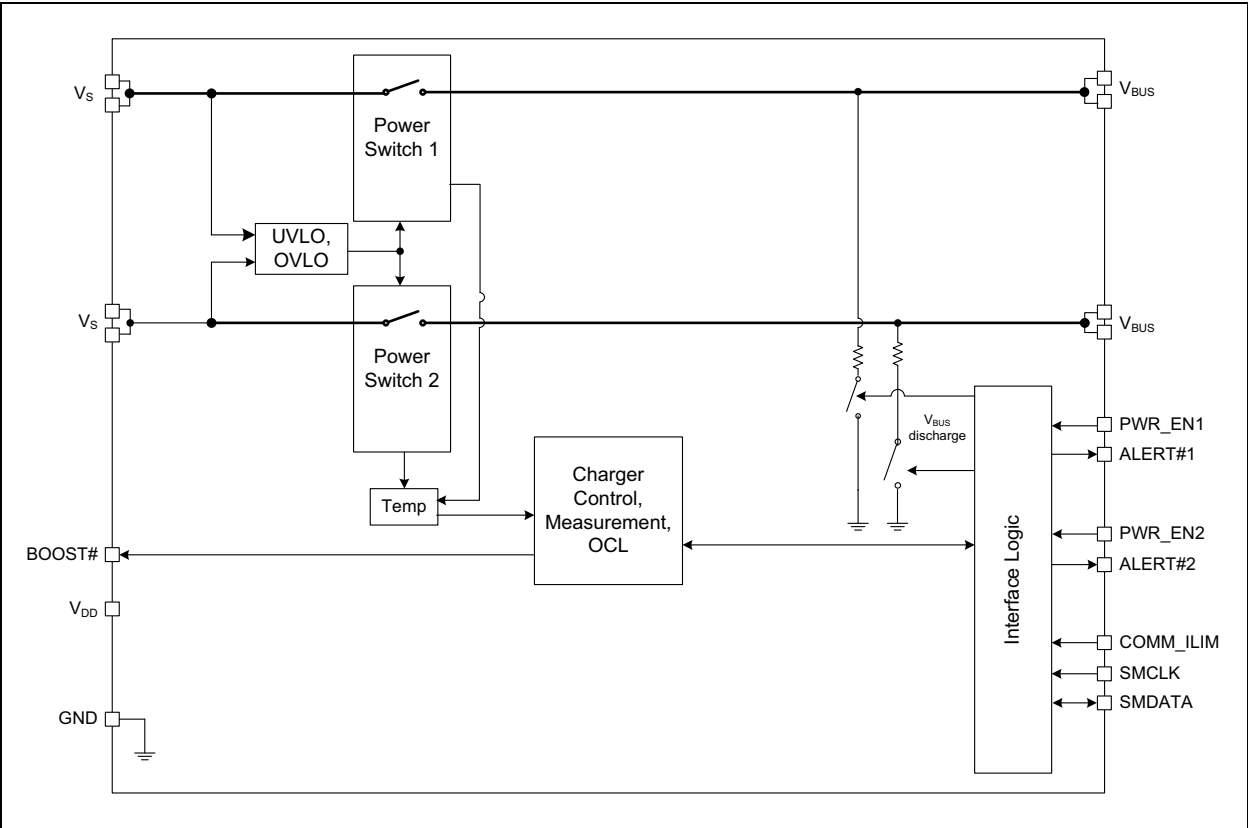 VS
VBUS
Power
Switch 1
UVLO,
OVLO
VS
VBUS
Power
Switch 2
PWR_EN1
VBUS
discharge
ALERT#1
Charger
Control,
Measurement,
OCL
Temp
Interface Logic
PWR_EN2
BOOST#
ALERT#2
VDD
COMM_ILIM
SMCLK
SMDATA
GND